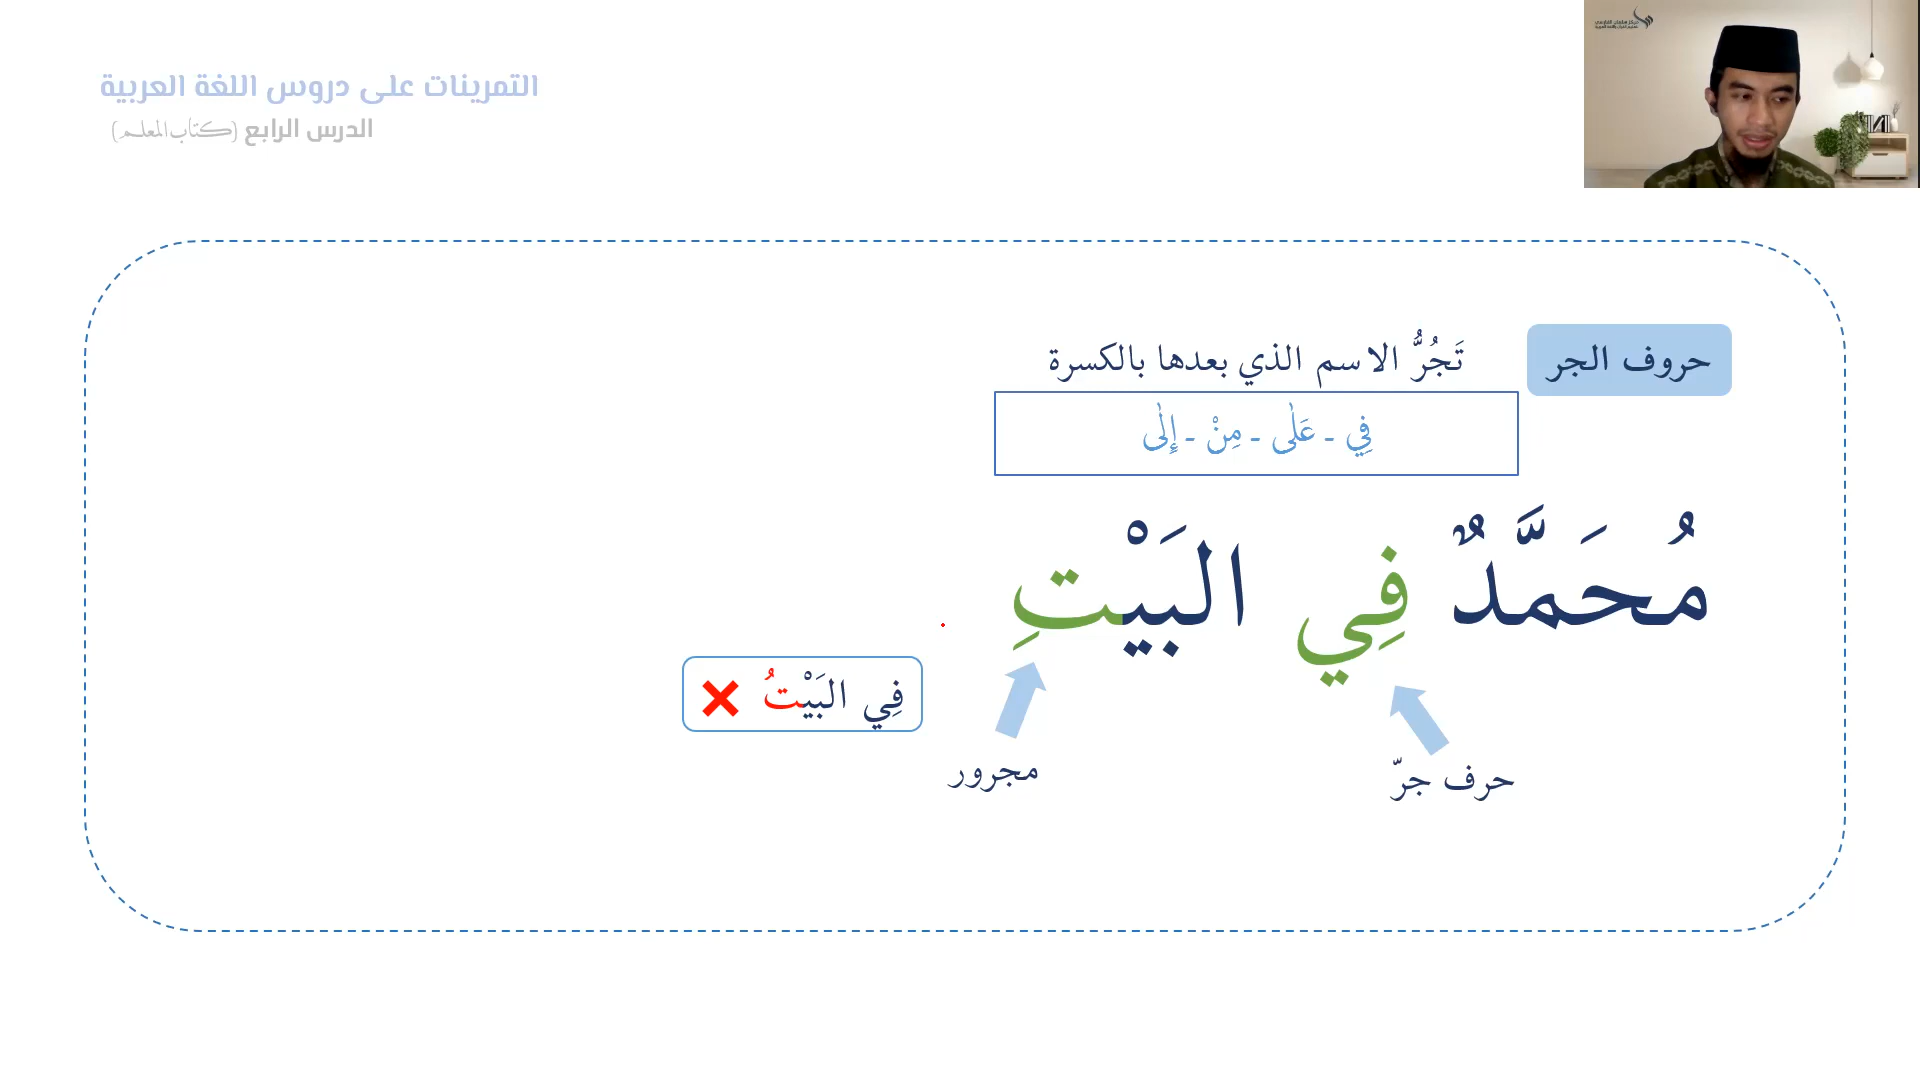 التمرينات على دروس اللغة العربية
الدرس الرابع (كتاب المعلم)
حروف الجر
تَجُرُّ الاسم الذي بعدها بالكسرة
فِي - عَلٰى - مِنْ - إِلٰى
مُحَمَّدٌ فِي البَيْتِ
فِي البَيْتُ
حرف جرّ
مجرور